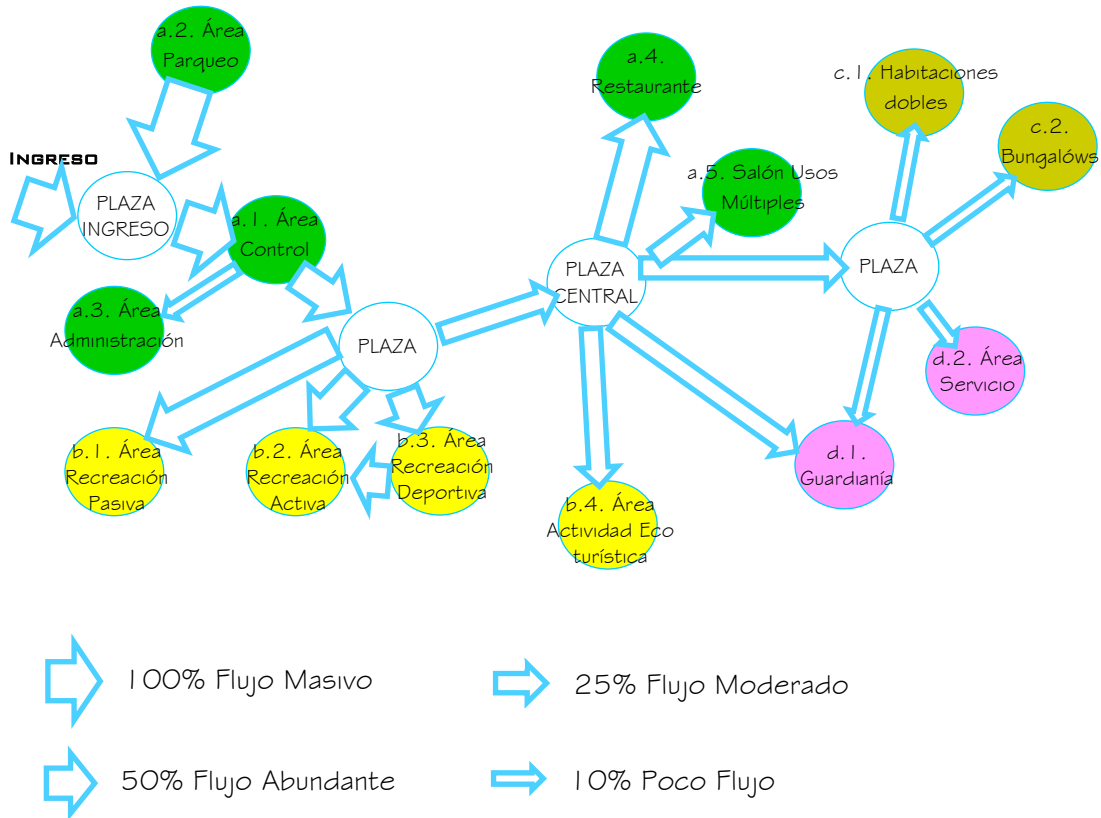 a.2. Área
Parqueo
INGRESO
PLAZA
INGRESO
a.1. Área
Control
a.3. Área
Administración
PLAZA
b.1. Área
Recreación
Pasiva
b.2. Área
Recreación
Activa
b.3. Área
Recreación
Deportiva
a.4.
Restaurante
a.5. Salón Usos
Múltiples
PLAZA
CENTRAL
b.4. Área
Actividad Eco
turística
c.1. Habitaciones
dobles
c.2.
Bungalóws
PLAZA
d.2. Área
Servicio
d.1.
Guardianía
100% Flujo Masivo
25% Flujo Moderado
50% Flujo Abundante
10% Poco Flujo